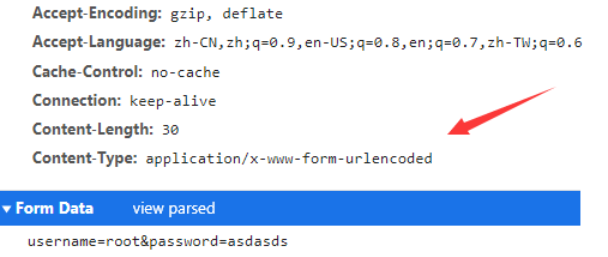 Accept-Encoding: gzip, deflate
Accept-Language: zh-CN,zh;q=0.9,en-US;q=0.8,en;q=0.7,zh-TW;q=0.6
Cache-Control: no-cache
Connection: keep-alive
Content-Length: 30
Content-Type: application/x-www-form-urlencoded
▼ Form Data view parsed
username=root&password=asdasds